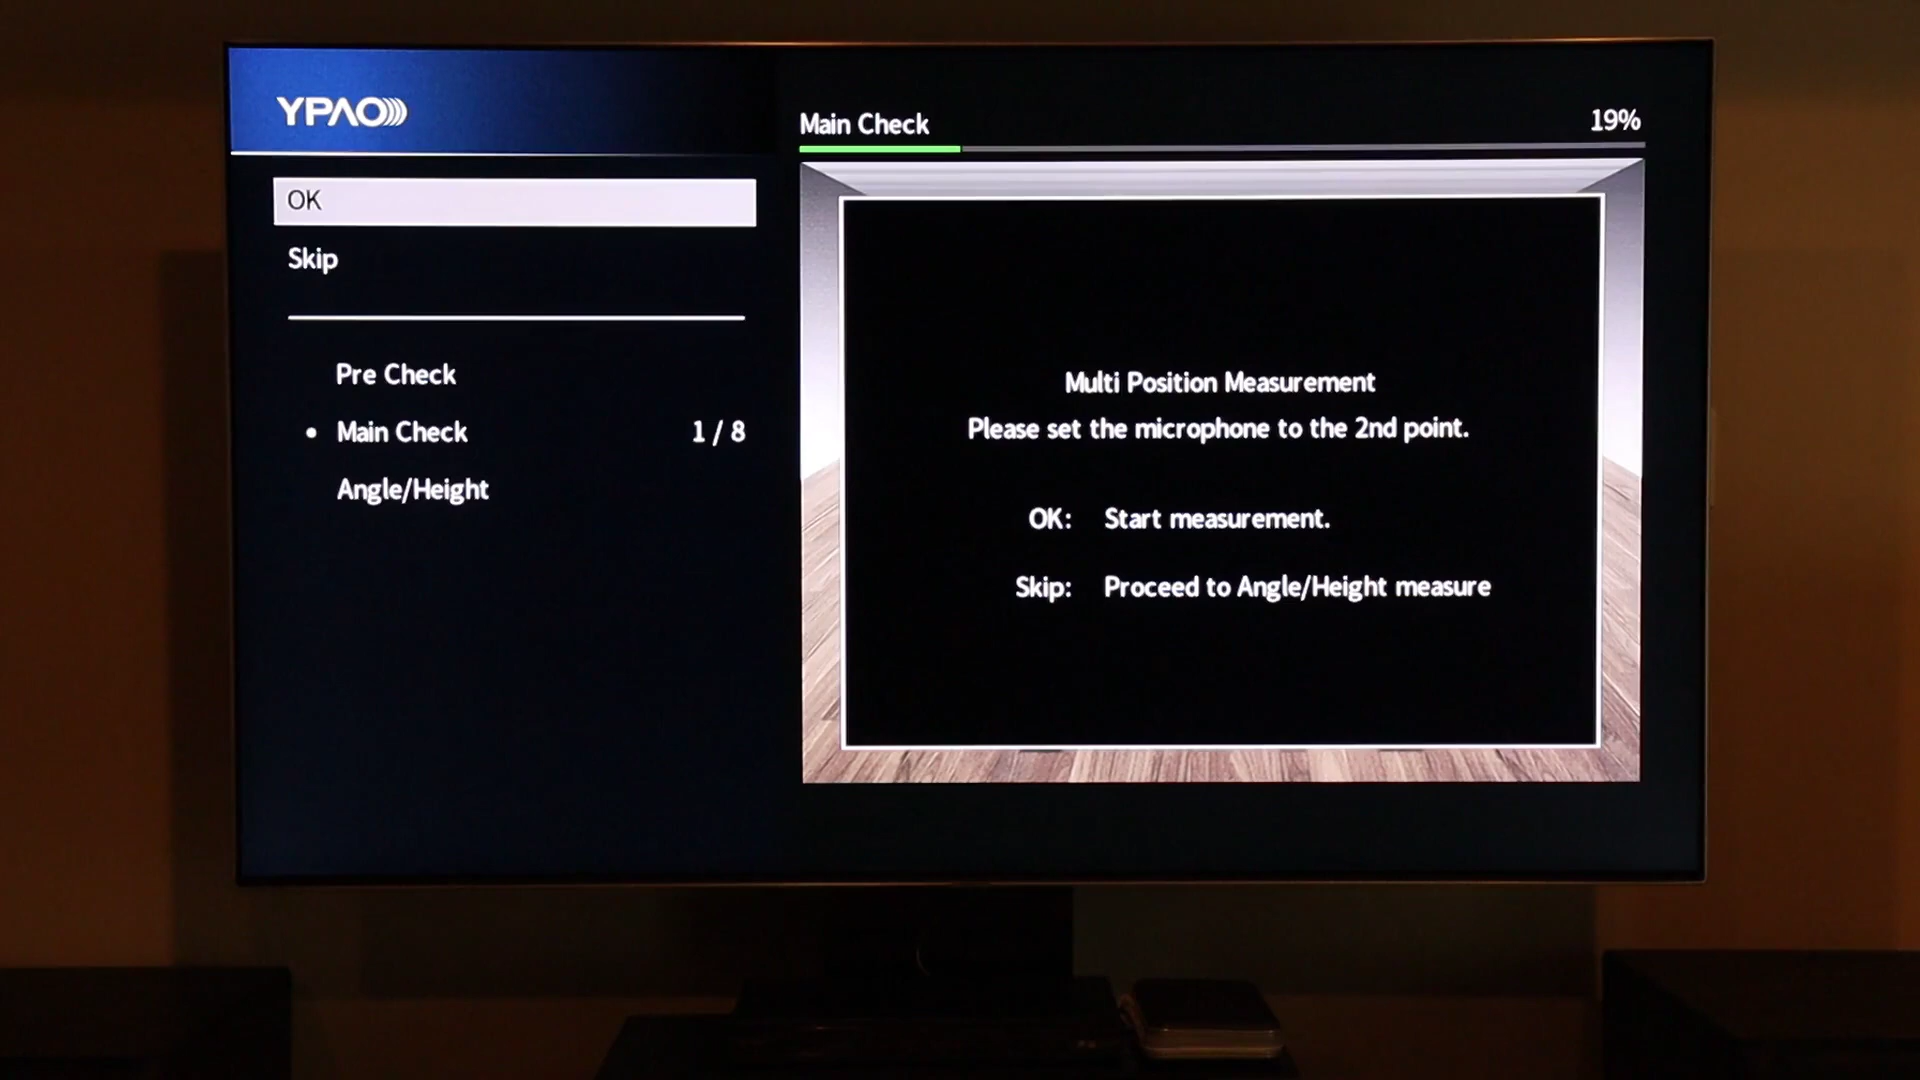 YPAO
OK
Skip
Pre Check
• Main Check 1 / 8
Angle/Height
Main Check 19%
Multi Position Measurement
Please set the microphone to the 2nd point.
OK: Start measurement.
Skip: Proceed to Angle/Height measure